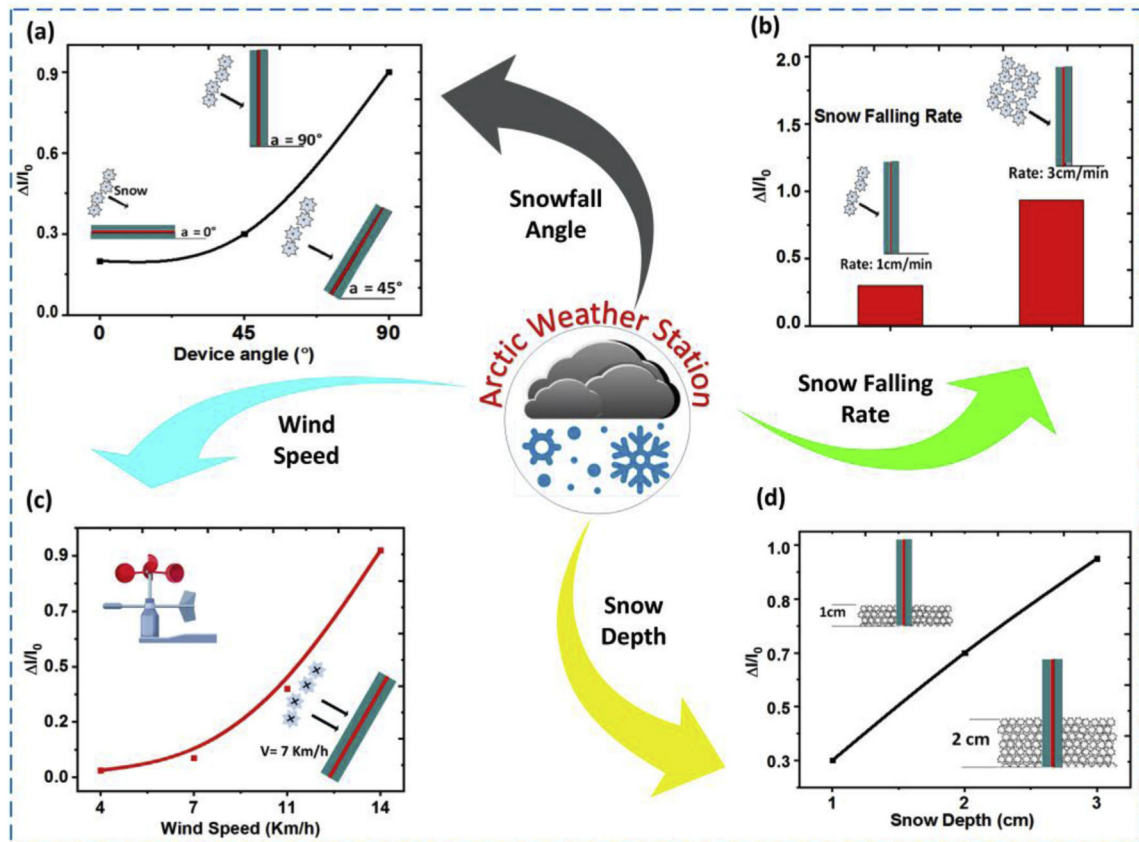 (a)
ΔI/I0
0.9
0.6
0.3
0.0
0
45
90
Device angle (°)
Snow
a = 0°
a = 90°
a = 45°
Snowfall
Angle
(b)
ΔI/I0
2.0
1.5
1.0
0.5
0.0
Snow Falling Rate
Rate: 1cm/min
Rate: 3cm/min
Arctic Weather Station
Wind
Speed
Snow Falling
Rate
Snow
Depth
(c)
ΔI/I0
0.9
0.7
0.5
0.2
0.0
4
7
11
14
Wind Speed (Km/h)
V= 7 Km/h
(d)
ΔI/I0
1.0
0.8
0.7
0.5
0.3
1
2
3
Snow Depth (cm)
1cm
2 cm